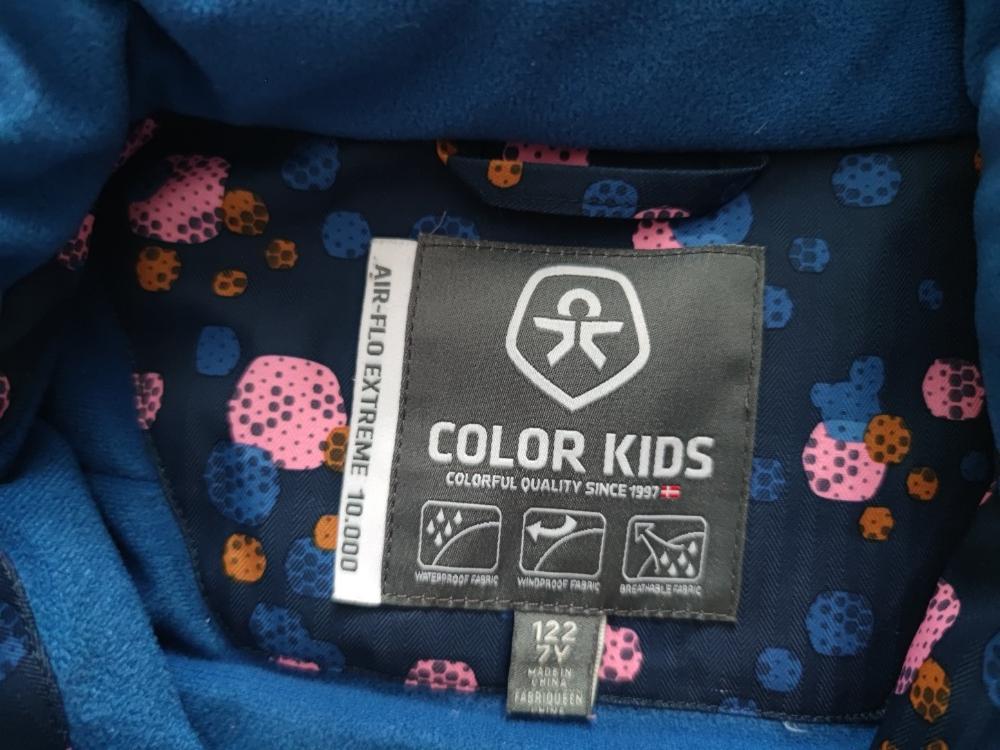 AIR-FLO EXTREME 10.000
COLOR KIDS
COLORFUL QUALITY SINCE 1997
WATERPROOF FABRIC
WINDPROOF FABRIC
BREATHABLE FABRIC
122
7Y
MADE IN
CHINA
FABRIQUE EN